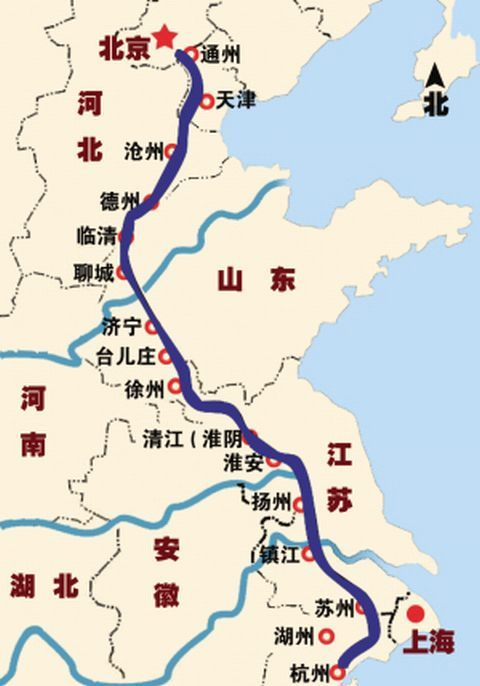 北京
通州
天津
河北
北
沧州
德州
临清
聊城
山东
济宁
台儿庄
徐州
河南
清江(淮阴
淮安
江苏
扬州
安徽
镇江
湖北
苏州
湖州
上海
杭州